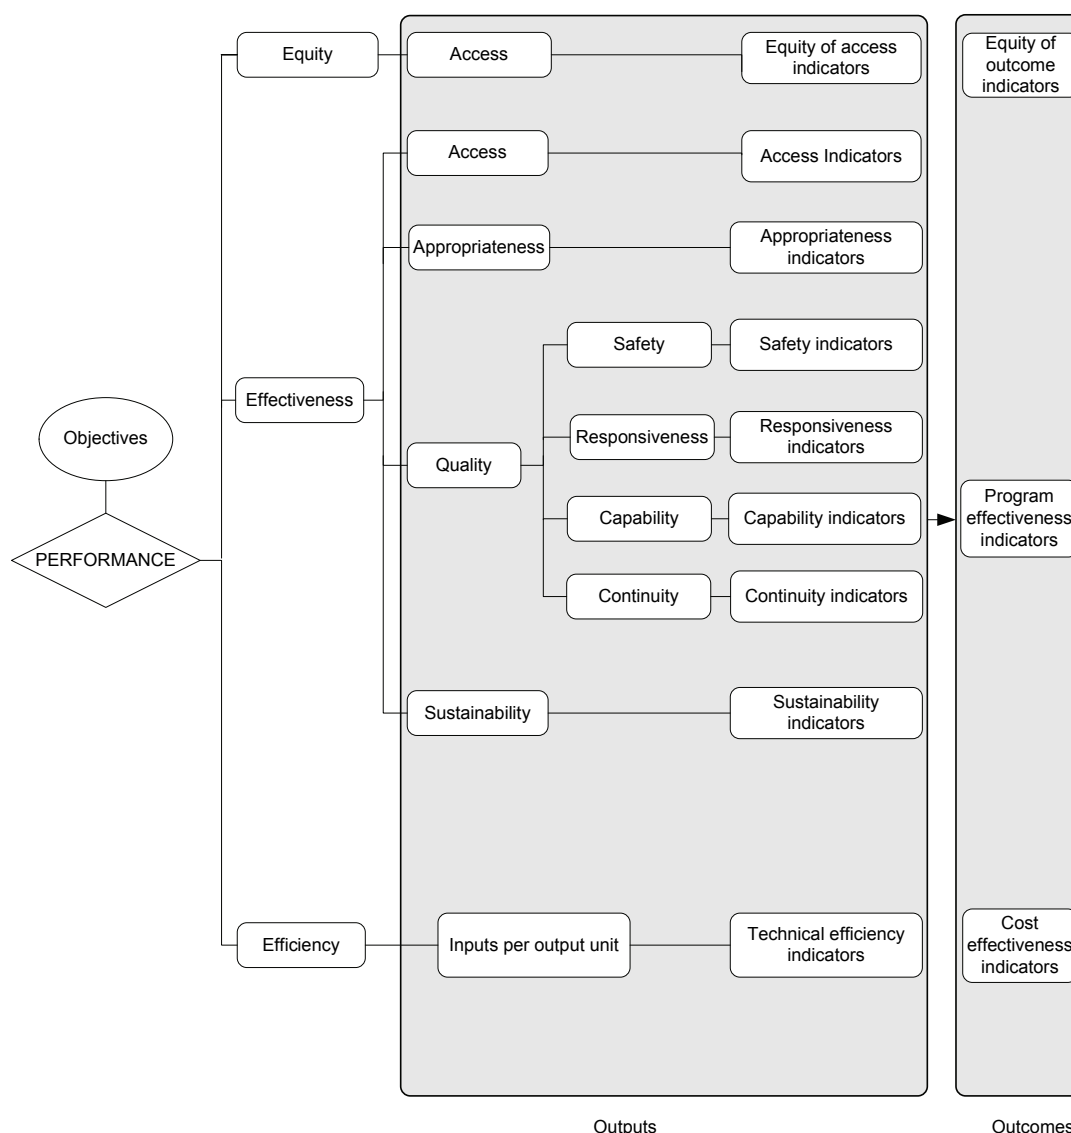 Equity
Access
Equity of access
indicators
Equity of
outcome
indicators
Access
Access Indicators
Appropriateness
Appropriateness
indicators
Safety
Safety indicators
Effectiveness
Objectives
Responsiveness
Responsiveness
indicators
Quality
Program
effectiveness
indicators
Capability
Capability indicators
PERFORMANCE
Continuity
Continuity indicators
Sustainability
Sustainability
indicators
Efficiency
Inputs per output unit
Technical efficiency
indicators
Cost
effectiveness
indicators
Outputs
Outcomes